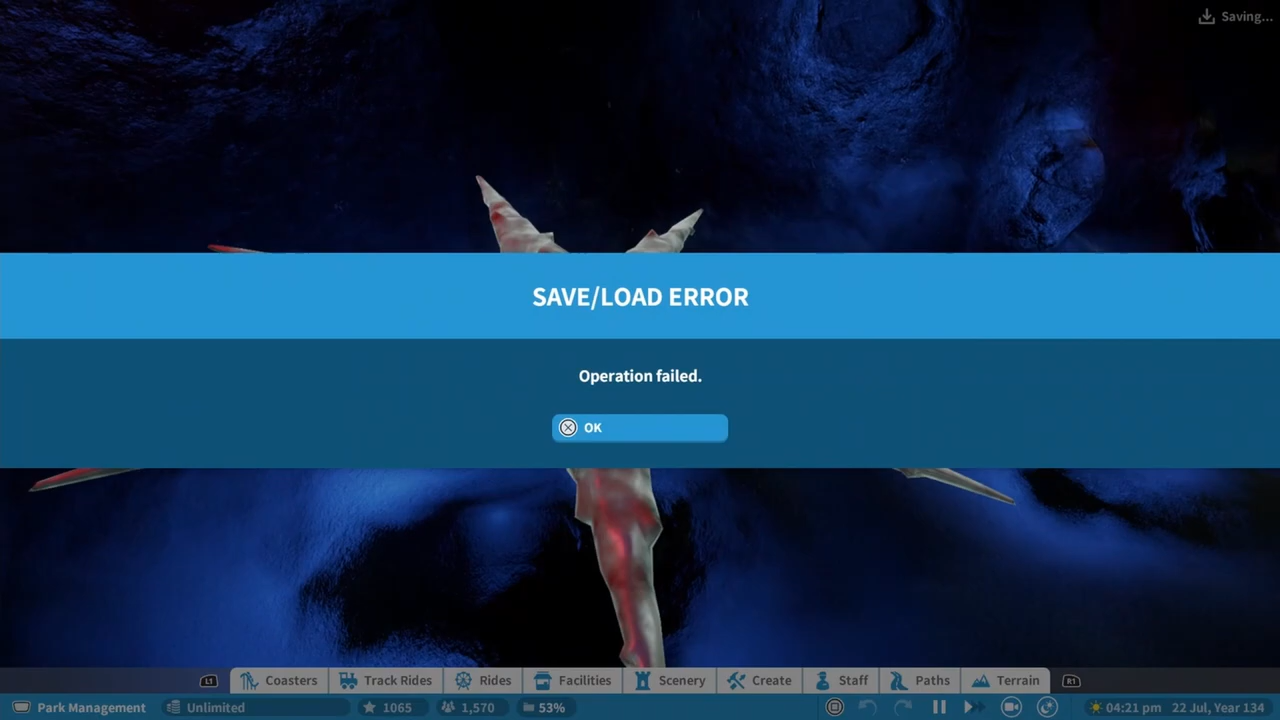 Saving...
SAVE/LOAD ERROR
Operation failed.
OK
L1 Coasters Track Rides Rides Facilities Scenery Create Staff Paths Terrain R1
Park Management Unlimited 1065 1,570 53% 04:21 pm 22 Jul, Year 134